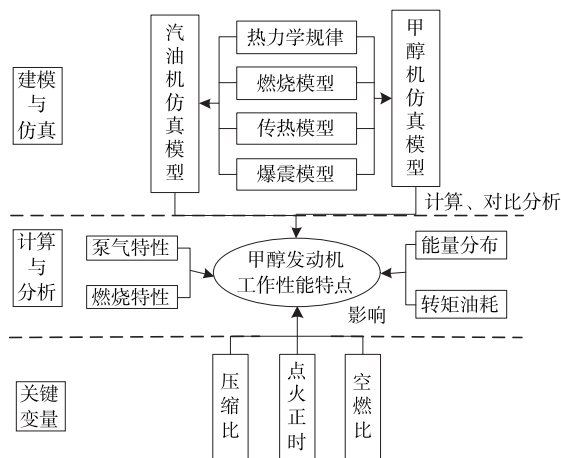 建模
与
仿真
汽油机仿真模型
热力学规律
燃烧模型
传热模型
爆震模型
甲醇机仿真模型
计算、对比分析
计算
与
分析
泵气特性
燃烧特性
甲醇发动机
工作性能特点
能量分布
转矩油耗
影响
关键
变量
压缩比
点火正时
空燃比